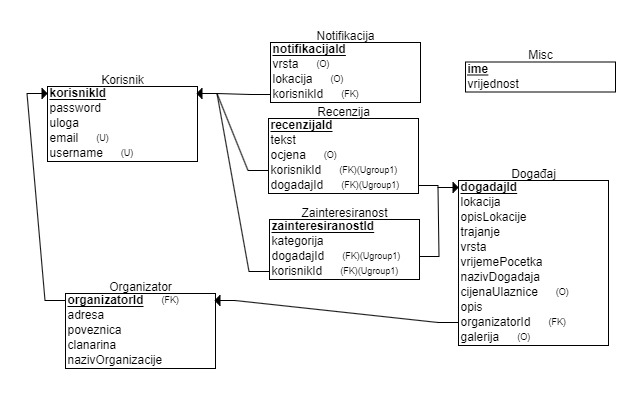 Notifikacija
notifikacijaId
vrsta (O)
lokacija (O)
korisnikId (FK)
Misc
ime
vrijednost
Korisnik
korisnikId
password
uloga
email (U)
username (U)
Recenzija
recenzijaId
tekst
ocjena (O)
korisnikId (FK)(Ugroup1)
dogadajId (FK)(Ugroup1)
Događaj
dogadajId
lokacija
opisLokacije
trajanje
vrsta
vrijemePocetka
nazivDogadaja
cijenaUlaznice (O)
opis
organizatorId (FK)
galerija (O)
Zainteresiranost
zainteresiranostId
kategorija
dogadajId (FK)(Ugroup1)
korisnikId (FK)(Ugroup1)
Organizator
organizatorId (FK)
adresa
poveznica
clanarina
nazivOrganizacije